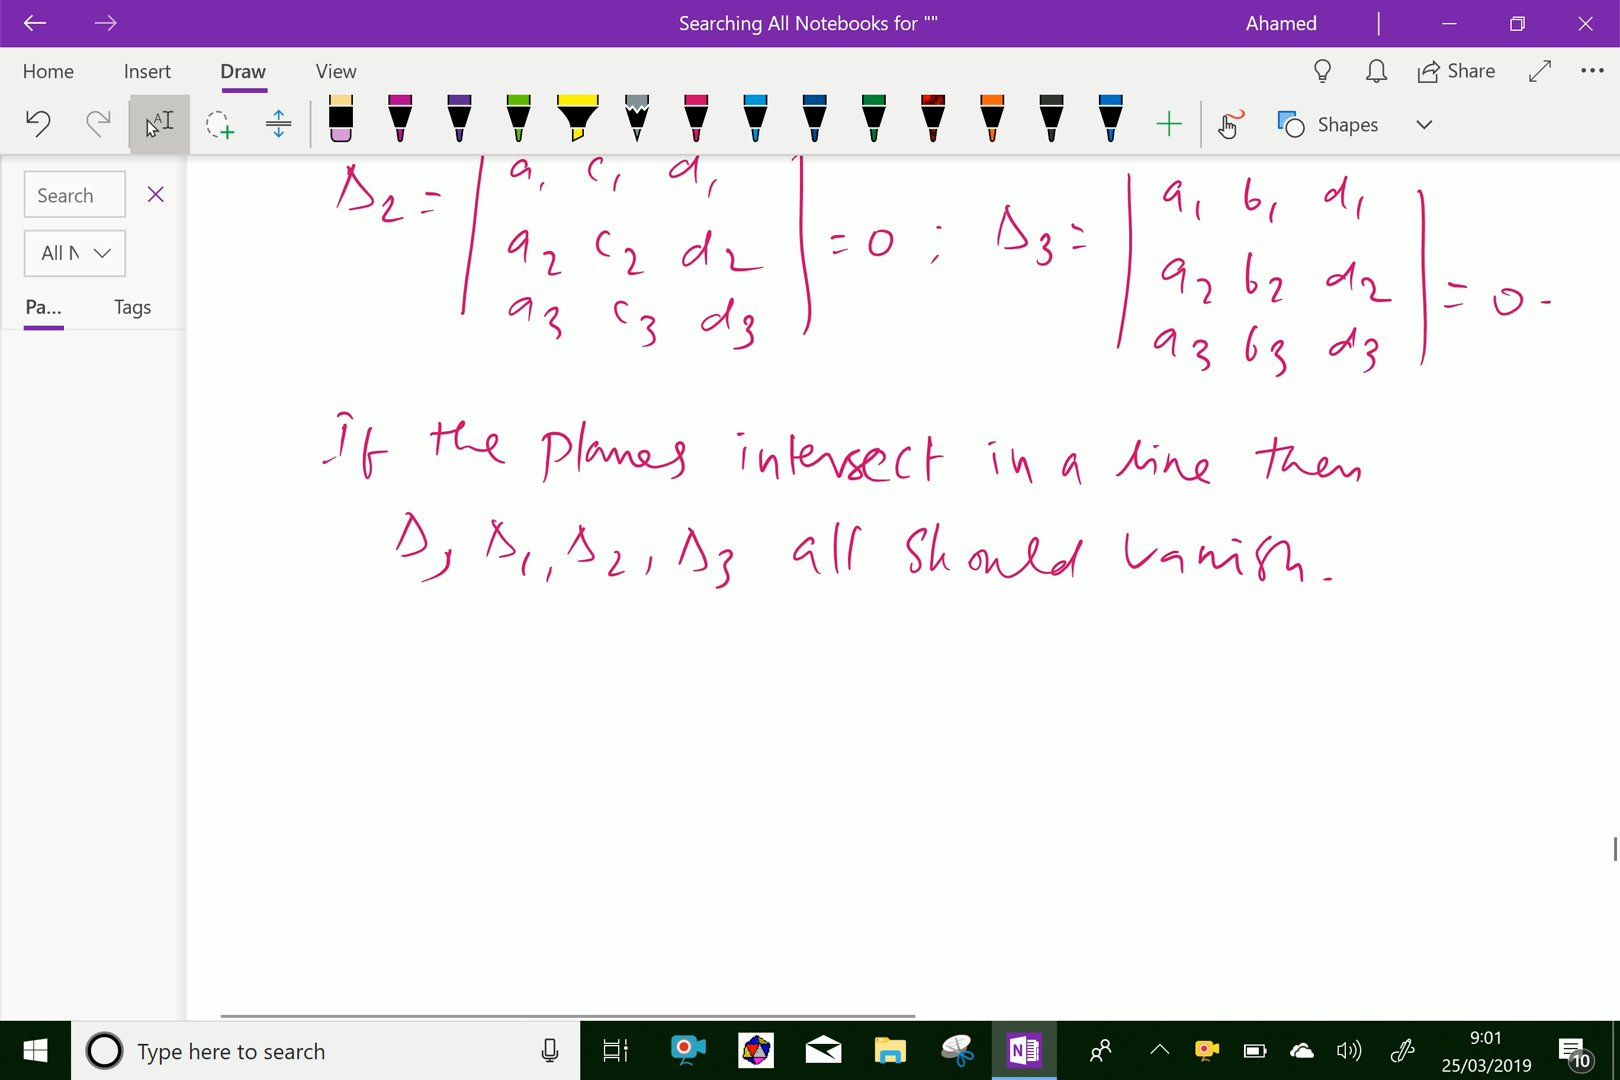 Searching All Notebooks for ""
Ahamed
Home Insert Draw View
Share
Shapes
Search
All N
Pa... Tags
Δ2 = | a1 c1 d1 |
| a2 c2 d2 | = 0 ;
| a3 c3 d3 |
Δ3 = | a1 b1 d1 |
| a2 b2 d2 | = 0.
| a3 b3 d3 |
If the planes intersect in a line then
Δ, Δ1, Δ2, Δ3 all should vanish.
Type here to search
N
9:01
25/03/2019
10